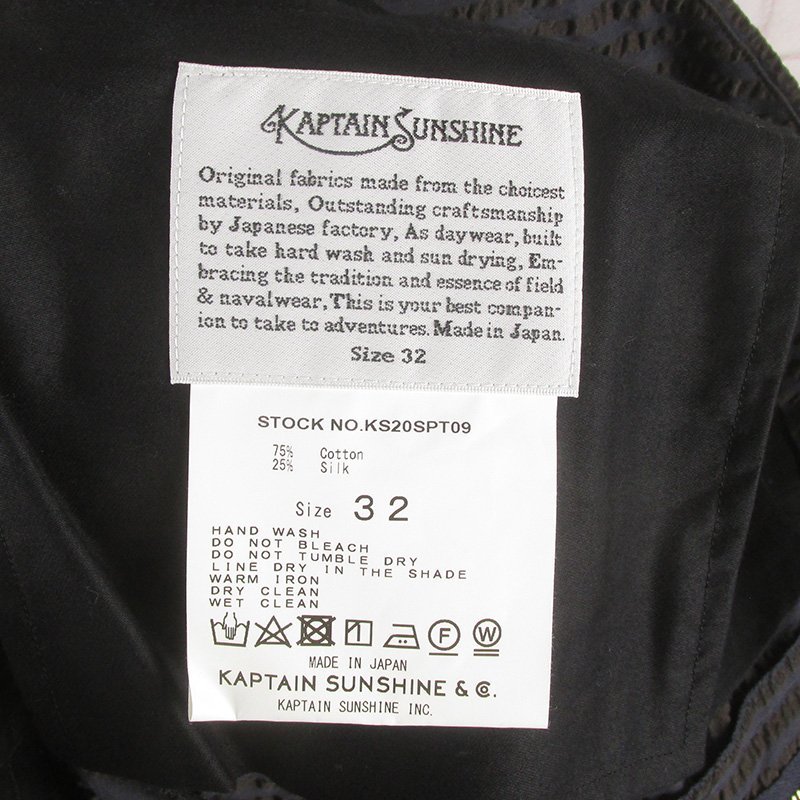 KAPTAIN SUNSHINE
Original fabrics made from the choicest
materials, Outstanding craftsmanship
by Japanese factory, As daywear, built
to take hard wash and sun drying, Em-
bracing the tradition and essence of field
& navalwear, This is your best compan-
ion to take to adventures. Made in Japan.
Size 32
STOCK NO.KS20SPT09
75% Cotton
25% Silk
Size 32
HAND WASH
DO NOT BLEACH
DO NOT TUMBLE DRY
LINE DRY IN THE SHADE
WARM IRON
DRY CLEAN
WET CLEAN
F W
MADE IN JAPAN
KAPTAIN SUNSHINE & Co.
KAPTAIN SUNSHINE INC.